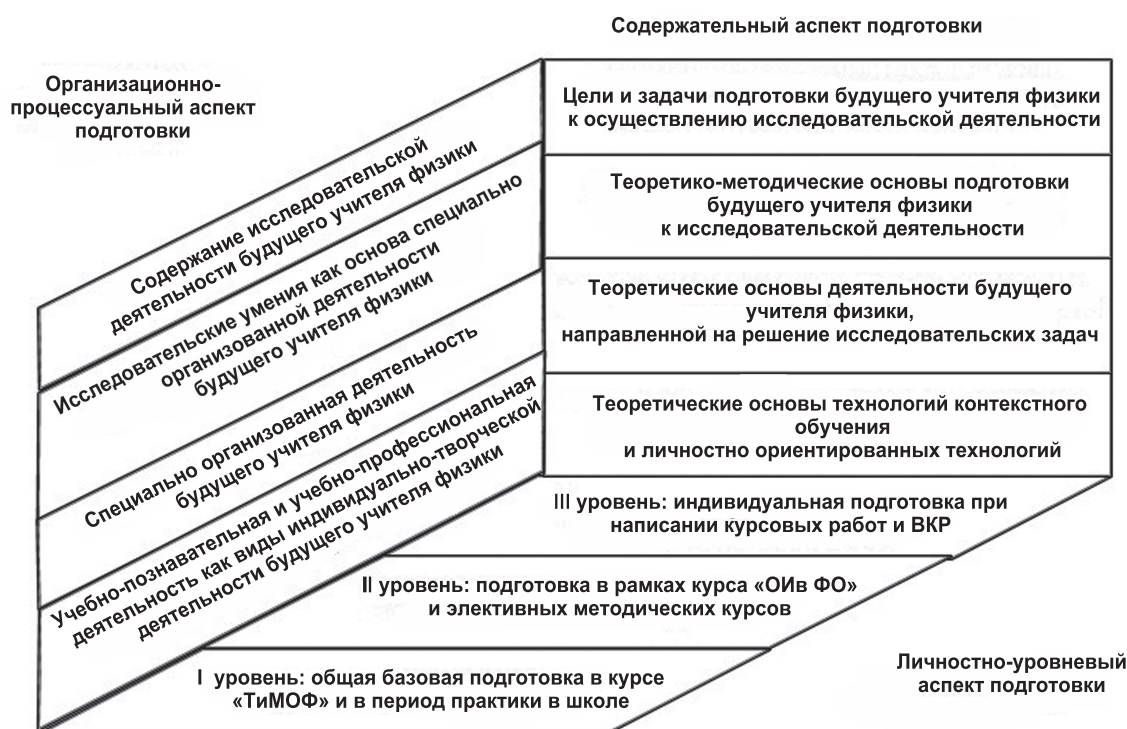 Содержательный аспект подготовки
Организационно-
процессуальный аспект
подготовки
Цели и задачи подготовки будущего учителя физики
к осуществлению исследовательской деятельности
Теоретико-методические основы подготовки
будущего учителя физики
к исследовательской деятельности
Теоретические основы деятельности будущего
учителя физики,
направленной на решение исследовательских задач
Теоретические основы технологий контекстного
обучения
и личностно ориентированных технологий
Содержание исследовательской
деятельности будущего учителя физики
Исследовательские умения как основа специально
организованной деятельности
будущего учителя физики
Специально организованная деятельность
будущего учителя физики
Учебно-познавательная и учебно-профессиональная
деятельность как виды индивидуально-творческой
деятельности будущего учителя физики
III уровень: индивидуальная подготовка при
написании курсовых работ и ВКР
II уровень: подготовка в рамках курса «ОИв ФО»
и элективных методических курсов
I уровень: общая базовая подготовка в курсе
«ТиМОФ» и в период практики в школе
Личностно-уровневый
аспект подготовки